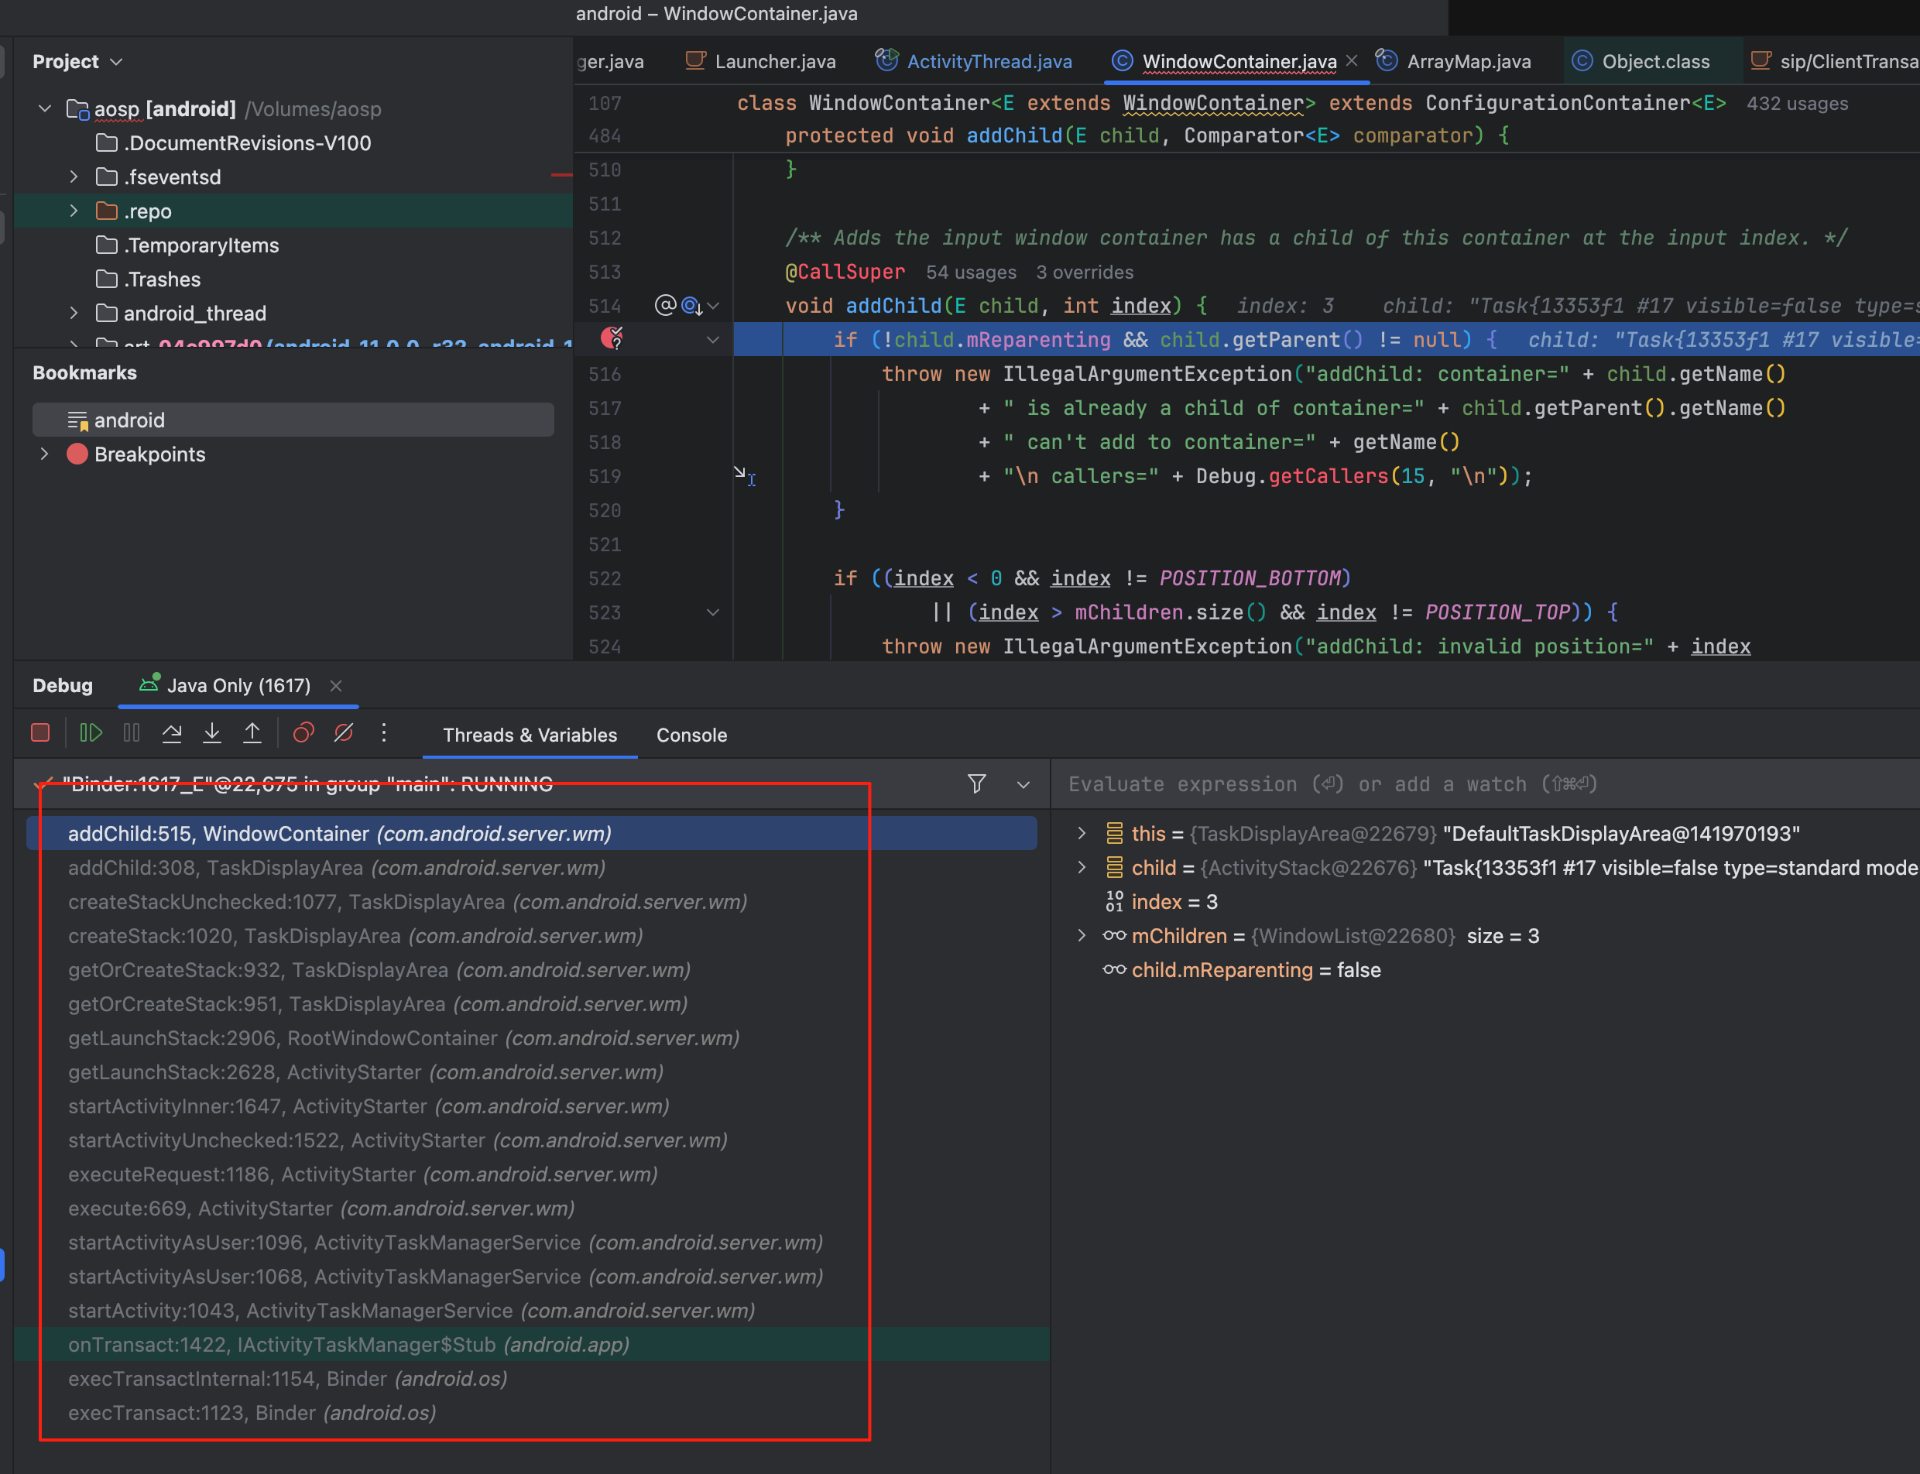 android – WindowContainer.java
Project
ger.java
Launcher.java
ActivityThread.java
WindowContainer.java
ArrayMap.java
Object.class
sip/ClientTransa
aosp [android] /Volumes/aosp
.DocumentRevisions-V100
.fseventsd
.repo
.TemporaryItems
.Trashes
android_thread
Bookmarks
android
Breakpoints
107 class WindowContainer<E extends WindowContainer> extends ConfigurationContainer<E> 432 usages
484 protected void addChild(E child, Comparator<E> comparator) {
510 }
511
512 /** Adds the input window container has a child of this container at the input index. */
513 @CallSuper 54 usages 3 overrides
514 void addChild(E child, int index) { index: 3 child: "Task{13353f1 #17 visible=false type=s
if (!child.mReparenting && child.getParent() != null) { child: "Task{13353f1 #17 visible=
516 throw new IllegalArgumentException("addChild: container=" + child.getName()
517 + " is already a child of container=" + child.getParent().getName()
518 + " can't add to container=" + getName()
519 + "\n callers=" + Debug.getCallers(15, "\n"));
520 }
521
522 if ((index < 0 && index != POSITION_BOTTOM)
523 || (index > mChildren.size() && index != POSITION_TOP)) {
524 throw new IllegalArgumentException("addChild: invalid position=" + index
Debug
Java Only (1617)
Threads & Variables
Console
"Binder:1617_E"@22,675 in group "main": RUNNING
addChild:515, WindowContainer (com.android.server.wm)
addChild:308, TaskDisplayArea (com.android.server.wm)
createStackUnchecked:1077, TaskDisplayArea (com.android.server.wm)
createStack:1020, TaskDisplayArea (com.android.server.wm)
getOrCreateStack:932, TaskDisplayArea (com.android.server.wm)
getOrCreateStack:951, TaskDisplayArea (com.android.server.wm)
getLaunchStack:2906, RootWindowContainer (com.android.server.wm)
getLaunchStack:2628, ActivityStarter (com.android.server.wm)
startActivityInner:1647, ActivityStarter (com.android.server.wm)
startActivityUnchecked:1522, ActivityStarter (com.android.server.wm)
executeRequest:1186, ActivityStarter (com.android.server.wm)
execute:669, ActivityStarter (com.android.server.wm)
startActivityAsUser:1096, ActivityTaskManagerService (com.android.server.wm)
startActivityAsUser:1068, ActivityTaskManagerService (com.android.server.wm)
startActivity:1043, ActivityTaskManagerService (com.android.server.wm)
onTransact:1422, IActivityTaskManager$Stub (android.app)
execTransactInternal:1154, Binder (android.os)
execTransact:1123, Binder (android.os)
Evaluate expression (⏎) or add a watch (⇧⌘⏎)
this = {TaskDisplayArea@22679} "DefaultTaskDisplayArea@141970193"
child = {ActivityStack@22676} "Task{13353f1 #17 visible=false type=standard mode
index = 3
mChildren = {WindowList@22680} size = 3
child.mReparenting = false